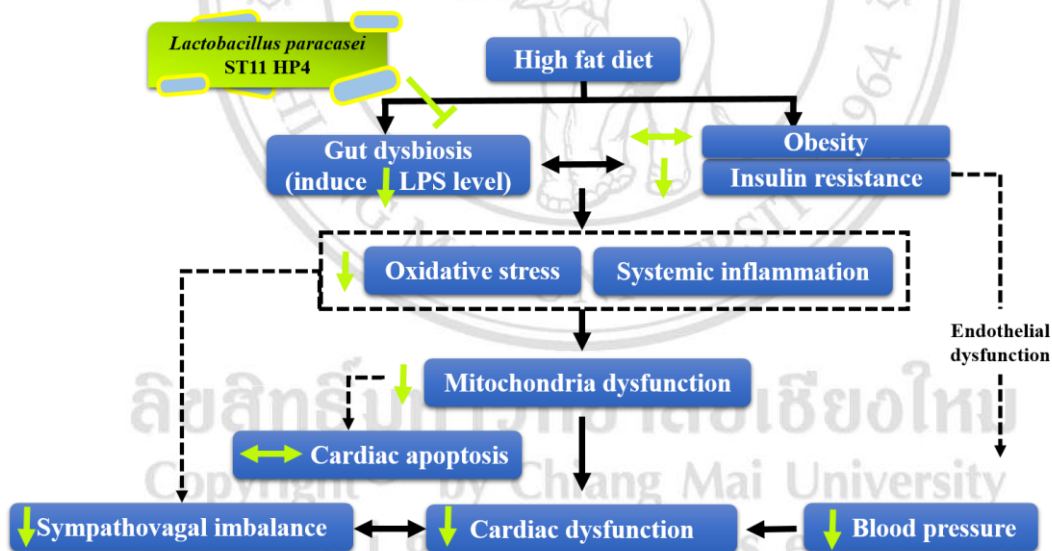 Lactobacillus paracasei
ST11 HP4
High fat diet
Gut dysbiosis
(induce LPS level)
Obesity
Insulin resistance
Oxidative stress
Systemic inflammation
Endothelial
dysfunction
Mitochondria dysfunction
Cardiac apoptosis
Copyright by Chiang Mai University
Sympathovagal imbalance
Cardiac dysfunction
Blood pressure
1964